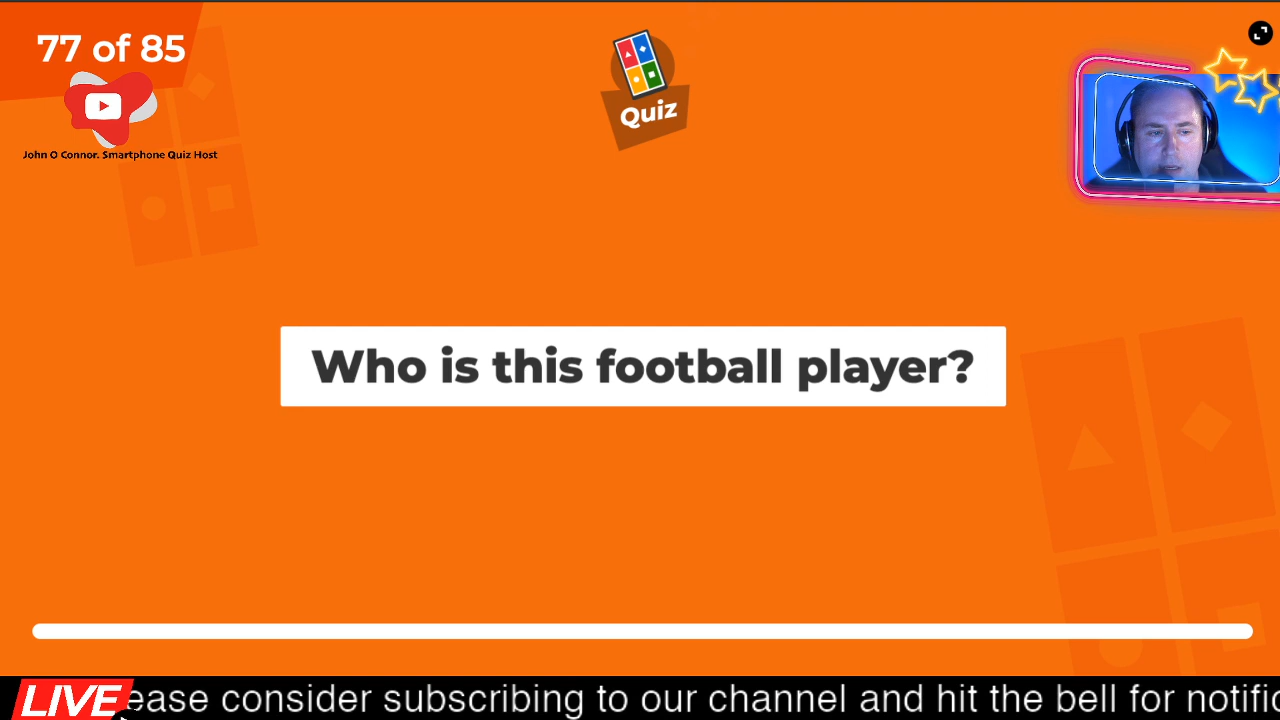 77 of 85
Quiz
John O Connor. Smartphone Quiz Host
Who is this football player?
LIVE
ease consider subscribing to our channel and hit the bell for notific